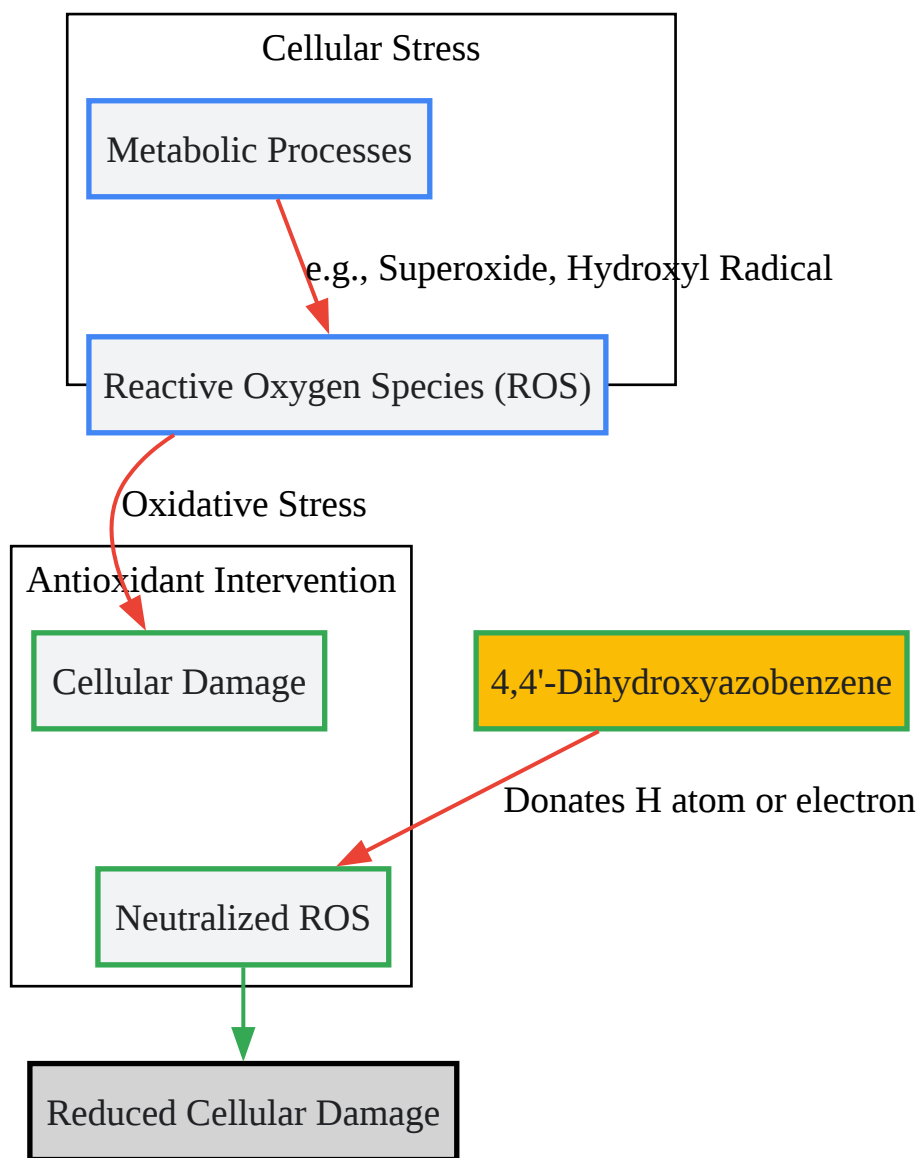 Cellular Stress
Metabolic Processes
e.g., Superoxide, Hydroxyl Radical
Reactive Oxygen Species (ROS)
Oxidative Stress
Antioxidant Intervention
Cellular Damage
4,4'-Dihydroxyazobenzene
Donates H atom or electron
Neutralized ROS
Reduced Cellular Damage